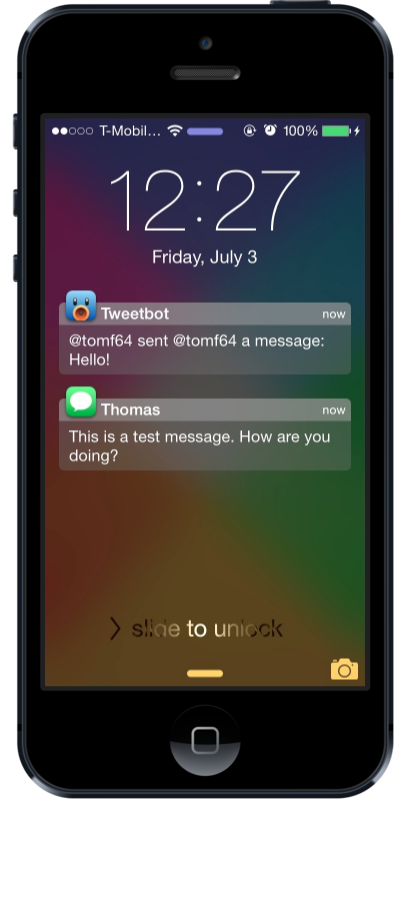 T-Mobil... 100%
12:27
Friday, July 3
Tweetbot now
@tomf64 sent @tomf64 a message:
Hello!
Thomas now
This is a test message. How are you
doing?
slide to unlock